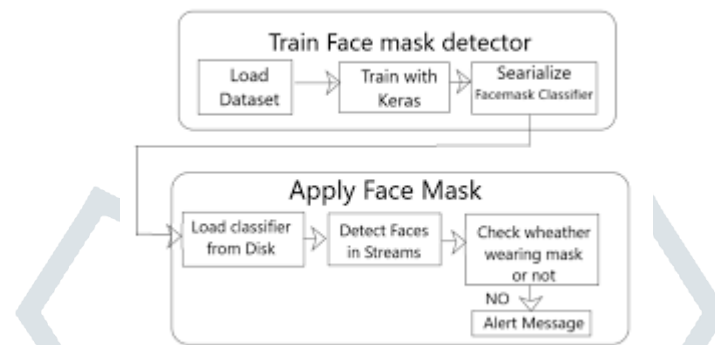 Train Face mask detector
Load
Dataset
Train with
Keras
Searialize
Facemask Classifier
Apply Face Mask
Load classifier
from Disk
Detect Faces
in Streams
Check wheather
wearing mask
or not
NO
Alert Message